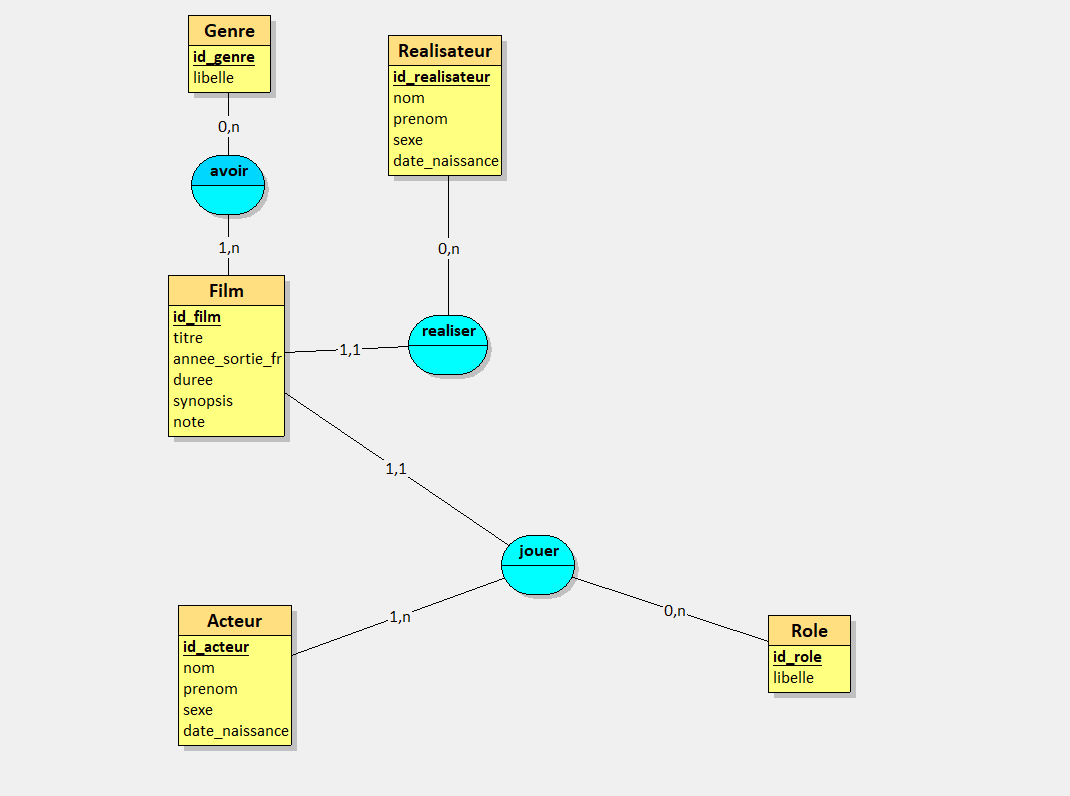 Genre
id_genre
libelle
0,n
avoir
1,n
Realisateur
id_realisateur
nom
prenom
sexe
date_naissance
0,n
realiser
1,1
Film
id_film
titre
annee_sortie_fr
duree
synopsis
note
1,1
jouer
1,n
0,n
Acteur
id_acteur
nom
prenom
sexe
date_naissance
Role
id_role
libelle